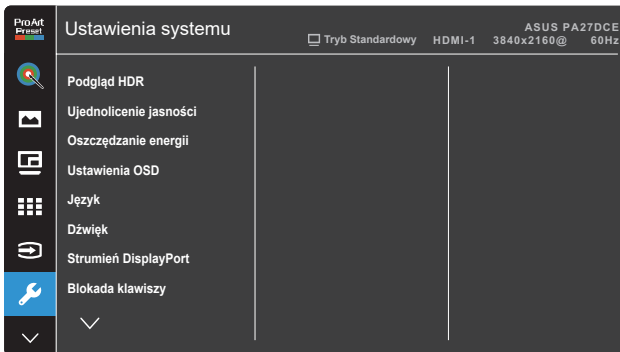 ProArt
Preset
Ustawienia systemu
Tryb Standardowy HDMI-1 ASUS PA27DCE
3840x2160@ 60Hz
Podgląd HDR
Ujednolicenie jasności
Oszczędzanie energii
Ustawienia OSD
Język
Dźwięk
Strumień DisplayPort
Blokada klawiszy